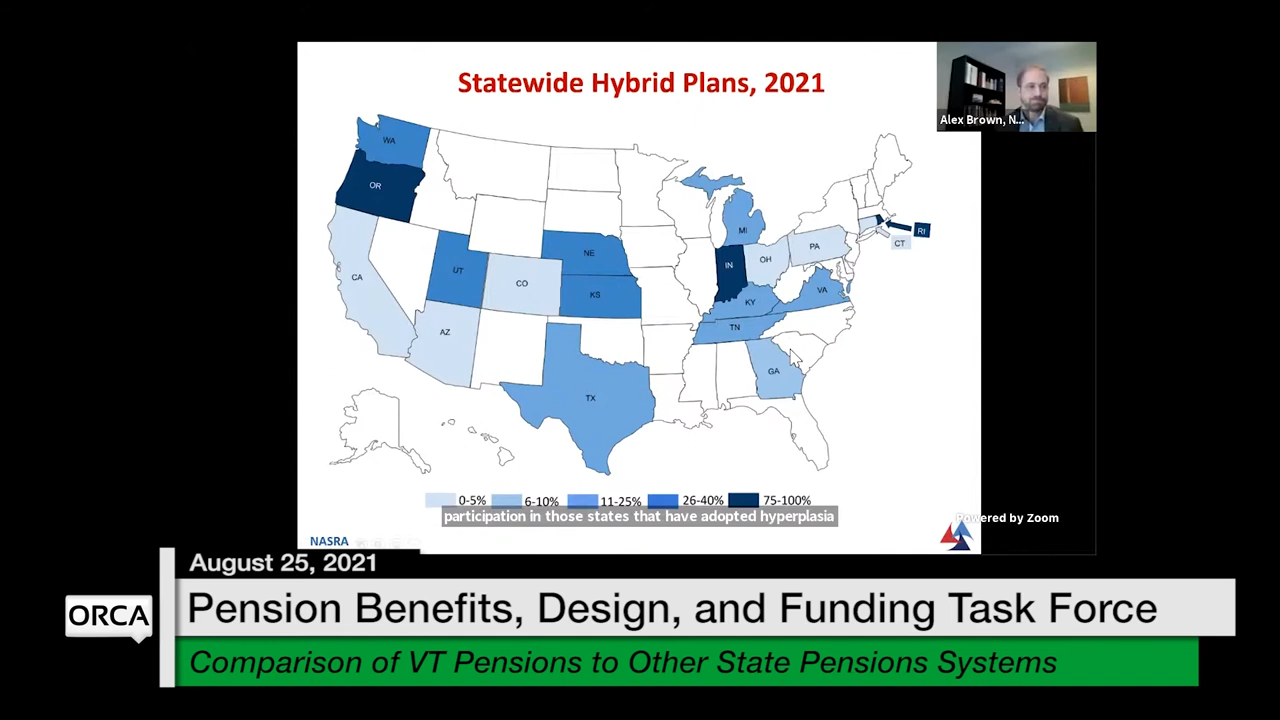 Statewide Hybrid Plans, 2021
Alex Brown, N...
WA
OR
MI
RI
CT
NE
PA
OH
IN
UT
CA
CO
KS
VA
KY
AZ
TN
GA
TX
0-5%
6-10%
11-25%
26-40%
75-100%
participation in those states that have adopted hyperplasia
Powered by Zoom
NASRA
August 25, 2021
ORCA
Pension Benefits, Design, and Funding Task Force
Comparison of VT Pensions to Other State Pensions Systems